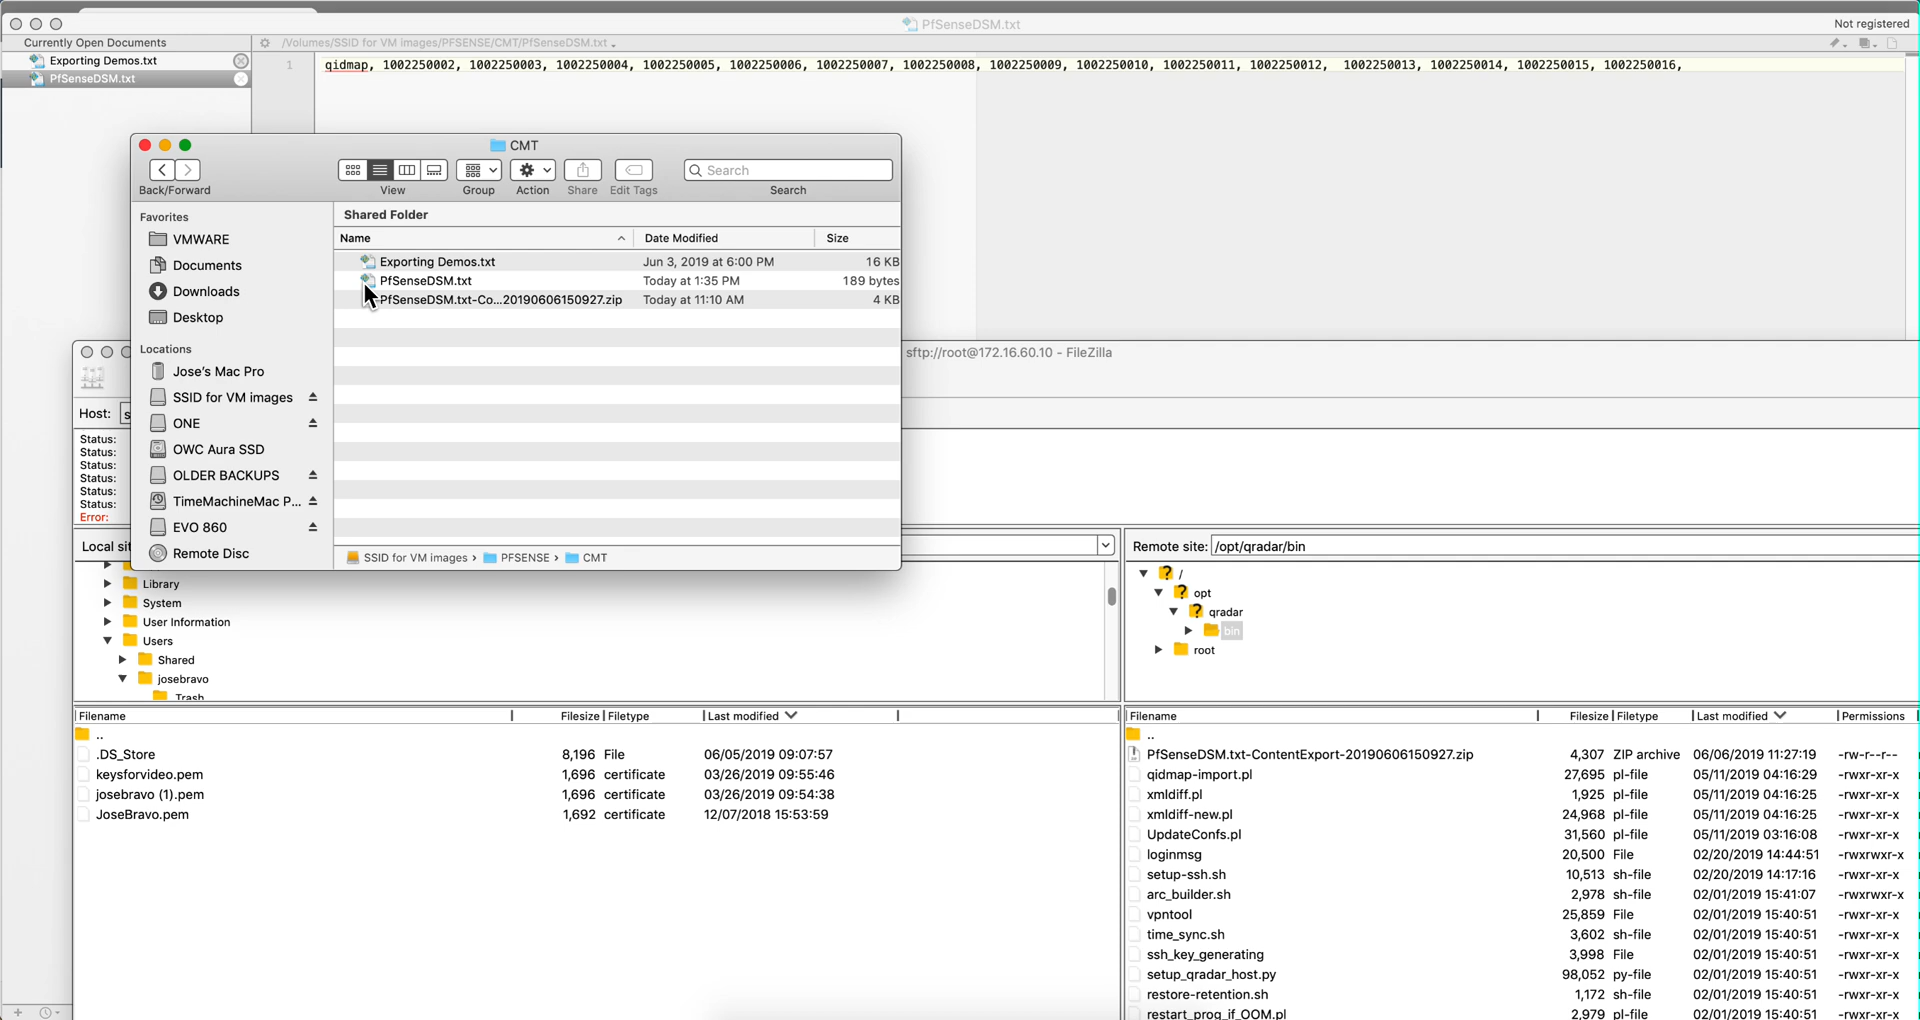 PfSenseDSM.txt
Not registered
Currently Open Documents
/Volumes/SSID for VM images/PFSENSE/CMT/PfSenseDSM.txt
Exporting Demos.txt
PfSenseDSM.txt
1
qidmap, 1002250002, 1002250003, 1002250004, 1002250005, 1002250006, 1002250007, 1002250008, 1002250009, 1002250010, 1002250011, 1002250012, 1002250013, 1002250014, 1002250015, 1002250016,
CMT
Search
Back/Forward
View
Group
Action
Share
Edit Tags
Search
Favorites
VMWARE
Documents
Downloads
Desktop
Locations
Jose's Mac Pro
SSID for VM images
ONE
OWC Aura SSD
OLDER BACKUPS
TimeMachineMac P...
EVO 860
Remote Disc
Shared Folder
Name Date Modified Size
Exporting Demos.txt Jun 3, 2019 at 6:00 PM 16 KB
PfSenseDSM.txt Today at 1:35 PM 189 bytes
PfSenseDSM.txt-Co...20190606150927.zip Today at 11:10 AM 4 KB
SSID for VM images › PFSENSE › CMT
sftp://root@172.16.60.10 - FileZilla
Host: s
Status:
Status:
Status:
Status:
Status:
Status:
Error:
Local sit
Library
System
User Information
Users
Shared
josebravo
.Trash
Remote site: /opt/qradar/bin
/
opt
qradar
bin
root
Filename Filesize Filetype Last modified
..
.DS_Store 8,196 File 06/05/2019 09:07:57
keysforvideo.pem 1,696 certificate 03/26/2019 09:55:46
josebravo (1).pem 1,696 certificate 03/26/2019 09:54:38
JoseBravo.pem 1,692 certificate 12/07/2018 15:53:59
Filename Filesize Filetype Last modified Permissions
..
PfSenseDSM.txt-ContentExport-20190606150927.zip 4,307 ZIP archive 06/06/2019 11:27:19 -rw-r--r--
qidmap-import.pl 27,695 pl-file 05/11/2019 04:16:29 -rwxr-xr-x
xmldiff.pl 1,925 pl-file 05/11/2019 04:16:25 -rwxr-xr-x
xmldiff-new.pl 24,968 pl-file 05/11/2019 04:16:25 -rwxr-xr-x
UpdateConfs.pl 31,560 pl-file 05/11/2019 03:16:08 -rwxr-xr-x
loginmsg 20,500 File 02/20/2019 14:44:51 -rwxrwxr-x
setup-ssh.sh 10,513 sh-file 02/20/2019 14:17:16 -rwxr-xr-x
arc_builder.sh 2,978 sh-file 02/01/2019 15:41:07 -rwxrwxr-x
vpntool 25,859 File 02/01/2019 15:40:51 -rwxr-xr-x
time_sync.sh 3,602 sh-file 02/01/2019 15:40:51 -rwxr-xr-x
ssh_key_generating 3,998 File 02/01/2019 15:40:51 -rwxr-xr-x
setup_qradar_host.py 98,052 py-file 02/01/2019 15:40:51 -rwxr-xr-x
restore-retention.sh 1,172 sh-file 02/01/2019 15:40:51 -rwxr-xr-x
restart_prog_if_OOM.pl 2,979 pl-file 02/01/2019 15:40:51 -rwxr-xr-x